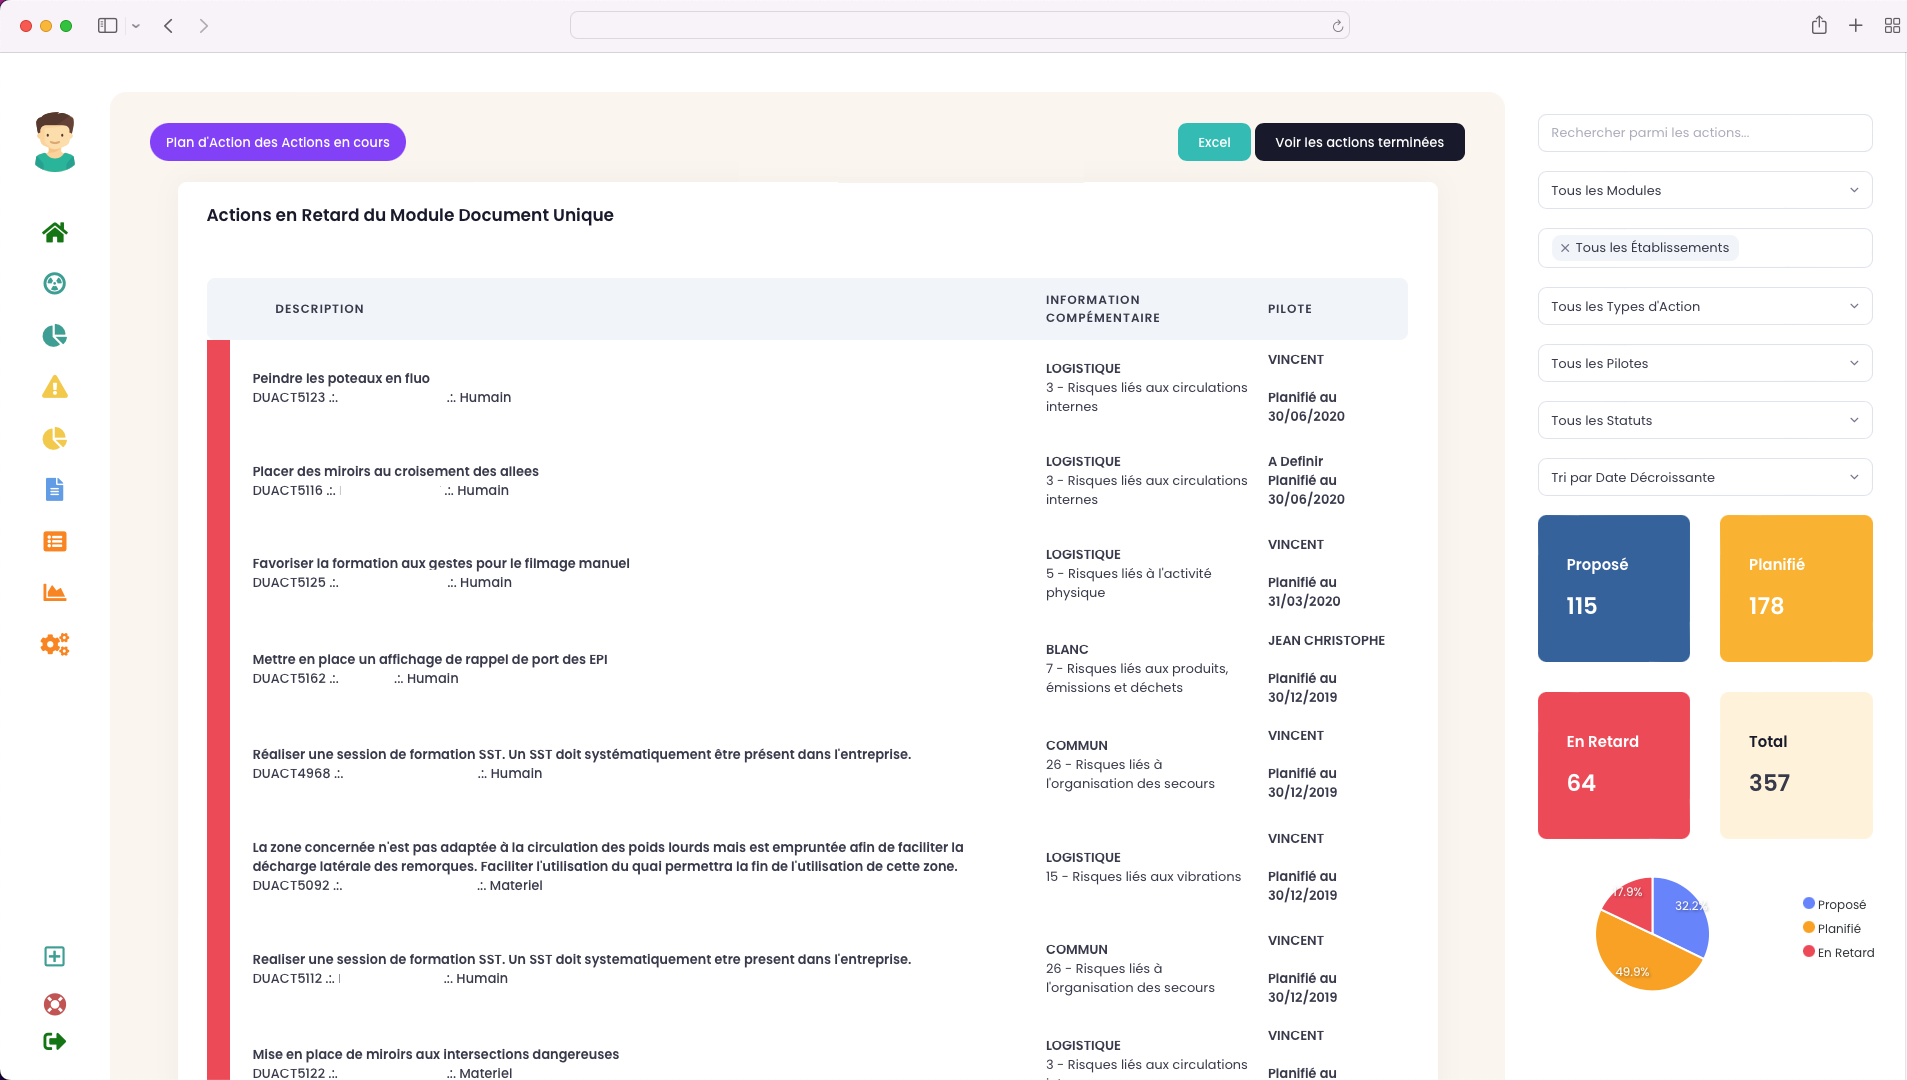 Plan d'Action des Actions en cours
Excel
Voir les actions terminées
Actions en Retard du Module Document Unique
DESCRIPTION
INFORMATION
COMPÉMENTAIRE
PILOTE
Peindre les poteaux en fluo
DUACT5123 .:.
.:. Humain
LOGISTIQUE
3 - Risques liés aux circulations
internes
VINCENT
Planifié au
30/06/2020
Placer des miroirs au croisement des allees
DUACT5116 .:.
.:. Humain
LOGISTIQUE
3 - Risques liés aux circulations
internes
A Definir
Planifié au
30/06/2020
Favoriser la formation aux gestes pour le filmage manuel
DUACT5125 .:.
.:. Humain
LOGISTIQUE
5 - Risques liés à l'activité
physique
VINCENT
Planifié au
31/03/2020
Mettre en place un affichage de rappel de port des EPI
DUACT5162 .:.
.:. Humain
BLANC
7 - Risques liés aux produits,
émissions et déchets
JEAN CHRISTOPHE
Planifié au
30/12/2019
Réaliser une session de formation SST. Un SST doit systématiquement être présent dans l'entreprise.
DUACT4968 .:.
.:. Humain
COMMUN
26 - Risques liés à
l'organisation des secours
VINCENT
Planifié au
30/12/2019
La zone concernée n'est pas adaptée à la circulation des poids lourds mais est empruntée afin de faciliter la
décharge latérale des remorques. Faciliter l'utilisation du quai permettra la fin de l'utilisation de cette zone.
DUACT5092 .:.
.:. Materiel
LOGISTIQUE
15 - Risques liés aux vibrations
VINCENT
Planifié au
30/12/2019
Realiser une session de formation SST. Un SST doit systematiquement etre present dans l'entreprise.
DUACT5112 .:.
.:. Humain
COMMUN
26 - Risques liés à
l'organisation des secours
VINCENT
Planifié au
30/12/2019
Mise en place de miroirs aux intersections dangereuses
DUACT5122 .:.
.:. Materiel
LOGISTIQUE
3 - Risques liés aux circulations
VINCENT
Planifié au
Rechercher parmi les actions...
Tous les Modules
× Tous les Établissements
Tous les Types d'Action
Tous les Pilotes
Tous les Statuts
Tri par Date Décroissante
Proposé
115
Planifié
178
En Retard
64
Total
357
17.9%
32.2%
49.9%
Proposé
Planifié
En Retard